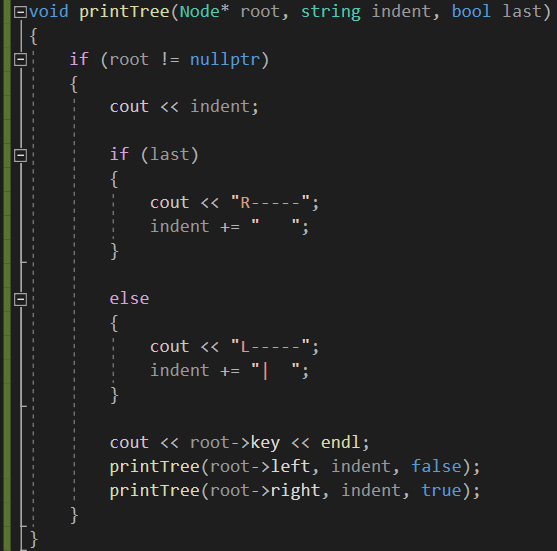 void printTree(Node* root, string indent, bool last)
{
    if (root != nullptr)
    {
        cout << indent;

        if (last)
        {
            cout << "R-----";
            indent += "   ";
        }

        else
        {
            cout << "L-----";
            indent += "|  ";
        }

        cout << root->key << endl;
        printTree(root->left, indent, false);
        printTree(root->right, indent, true);
    }
}